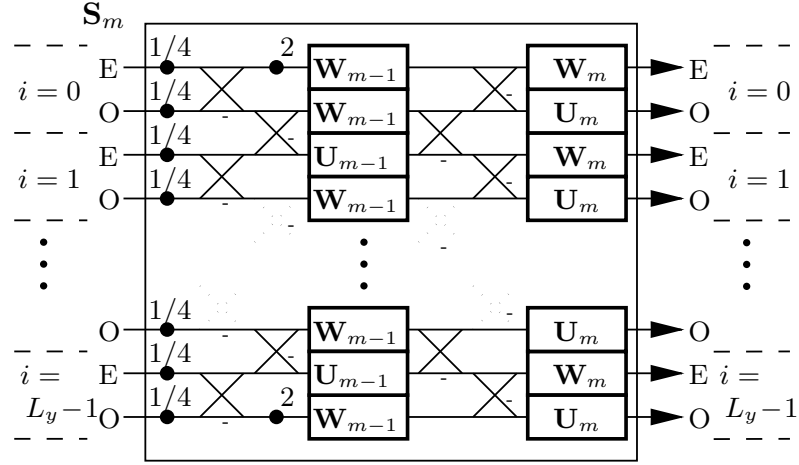 S_m
1/4 2
E W_{m-1} W_m E
i = 0 1/4 - i = 0
O - W_{m-1} U_m O
1/4 -
E U_{m-1} - W_m E
i = 1 1/4 - i = 1
O - W_{m-1} - U_m O
- -
1/4 -
O - W_{m-1} U_m O
1/4 -
i = E U_{m-1} - W_m E i =
1/4 2 -
L_y-1 O - W_{m-1} U_m O L_y-1